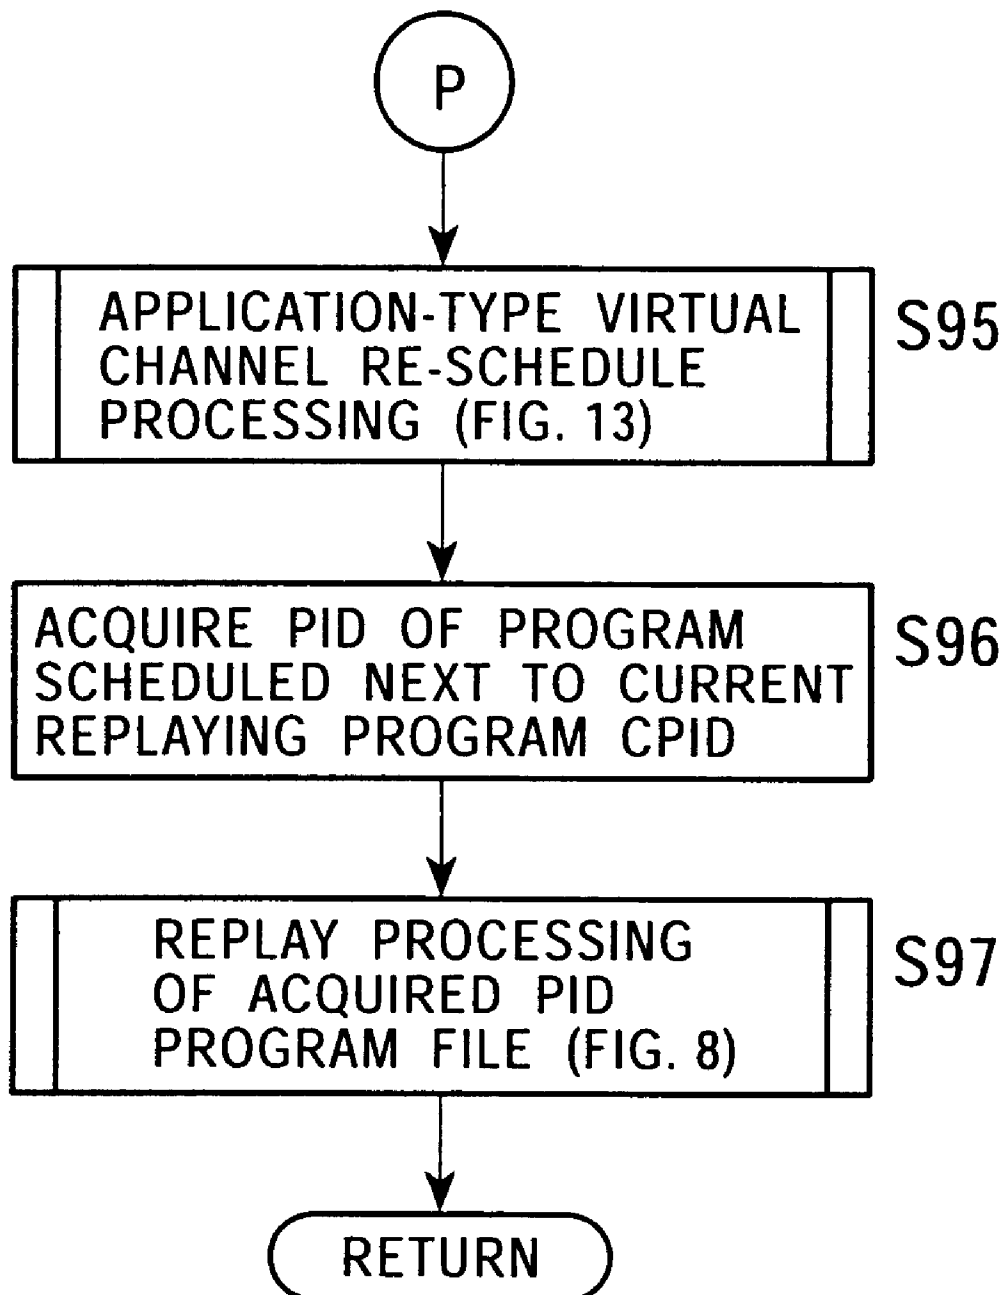 P
APPLICATION-TYPE VIRTUAL
CHANNEL RE-SCHEDULE
PROCESSING (FIG. 13)
S95
ACQUIRE PID OF PROGRAM
SCHEDULED NEXT TO CURRENT
REPLAYING PROGRAM CPID
S96
REPLAY PROCESSING
OF ACQUIRED PID
PROGRAM FILE (FIG. 8)
S97
RETURN